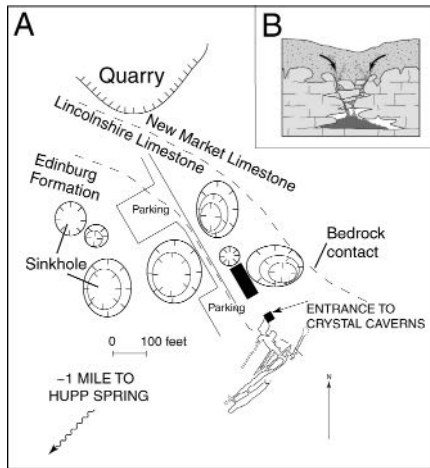 A
B
Quarry
New Market Limestone
Lincolnshire Limestone
Edinburg
Formation
Parking
Sinkhole
Bedrock
contact
Parking
ENTRANCE TO
CRYSTAL CAVERNS
0 100 feet
~1 MILE TO
HUPP SPRING
N